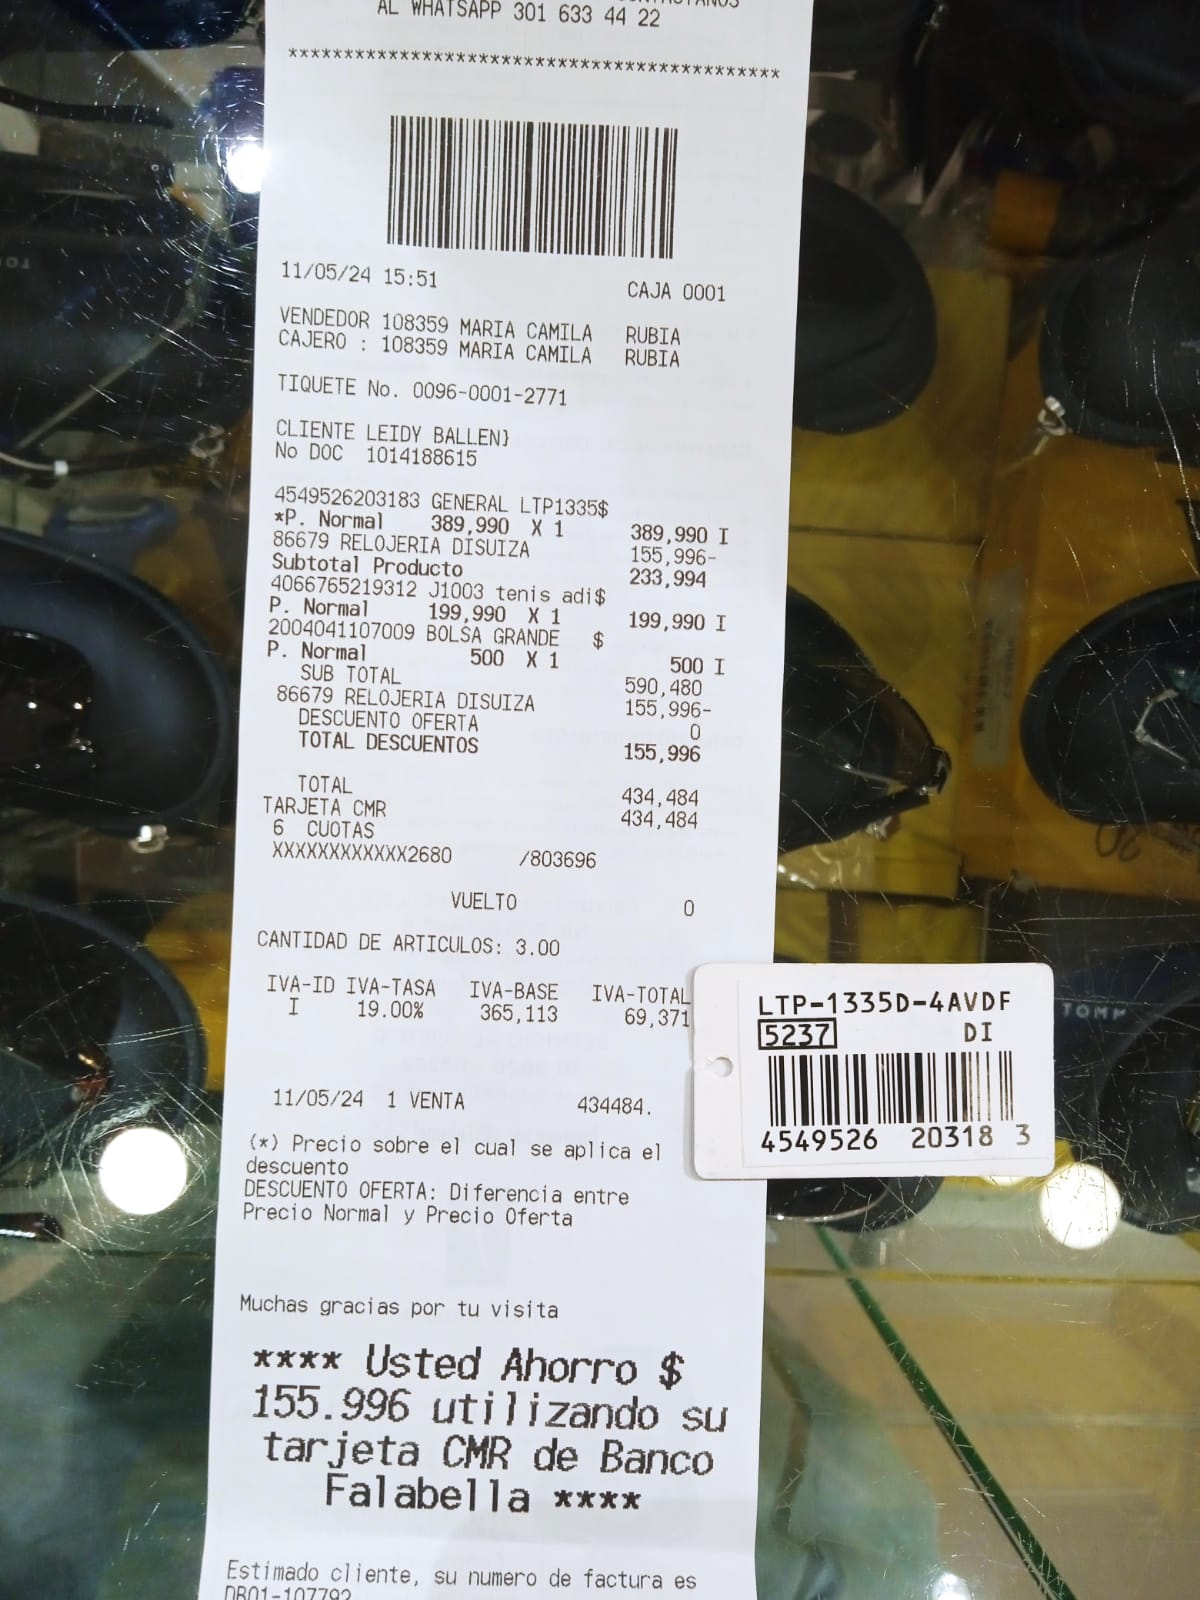 AL WHATSAPP 301 633 44 22
********************************************
11/05/24 15:51 CAJA 0001
VENDEDOR 108359 MARIA CAMILA RUBIA
CAJERO : 108359 MARIA CAMILA RUBIA
TIQUETE No. 0096-0001-2771
CLIENTE LEIDY BALLEN}
No DOC 1014188615
4549526203183 GENERAL LTP1335$
*P. Normal 389,990 X 1 389,990 I
86679 RELOJERIA DISUIZA 155,996-
Subtotal Producto 233,994
4066765219312 J1003 tenis adi$
P. Normal 199,990 X 1 199,990 I
2004041107009 BOLSA GRANDE $
P. Normal 500 X 1 500 I
SUB TOTAL 590,480
86679 RELOJERIA DISUIZA 155,996-
DESCUENTO OFERTA 0
TOTAL DESCUENTOS 155,996
TOTAL 434,484
TARJETA CMR 434,484
6 CUOTAS
XXXXXXXXXXXX2680 /803696
VUELTO 0
CANTIDAD DE ARTICULOS: 3.00
IVA-ID IVA-TASA IVA-BASE IVA-TOTAL
I 19.00% 365,113 69,371
11/05/24 1 VENTA 434484.
(*) Precio sobre el cual se aplica el
descuento
DESCUENTO OFERTA: Diferencia entre
Precio Normal y Precio Oferta
Muchas gracias por tu visita
**** Usted Ahorro $
155.996 utilizando su
tarjeta CMR de Banco
Falabella ****
Estimado cliente, su numero de factura es
DB01-107792
LTP-1335D-4AVDF
5237 DI
4549526 20318 3
TOMM